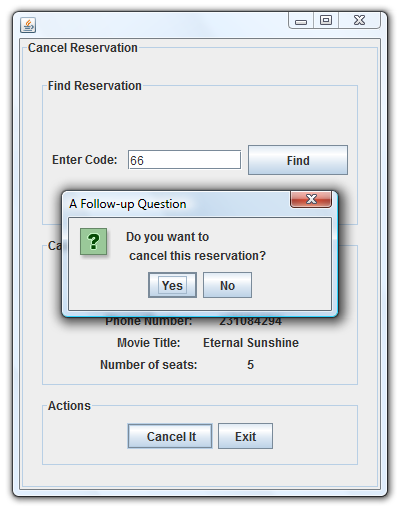 Cancel Reservation
Find Reservation
Enter Code: 66 Find
A Follow-up Question
Ca
Do you want to
cancel this reservation?
Yes No
Phone Number: 231084294
Movie Title: Eternal Sunshine
Number of seats: 5
Actions
Cancel It Exit